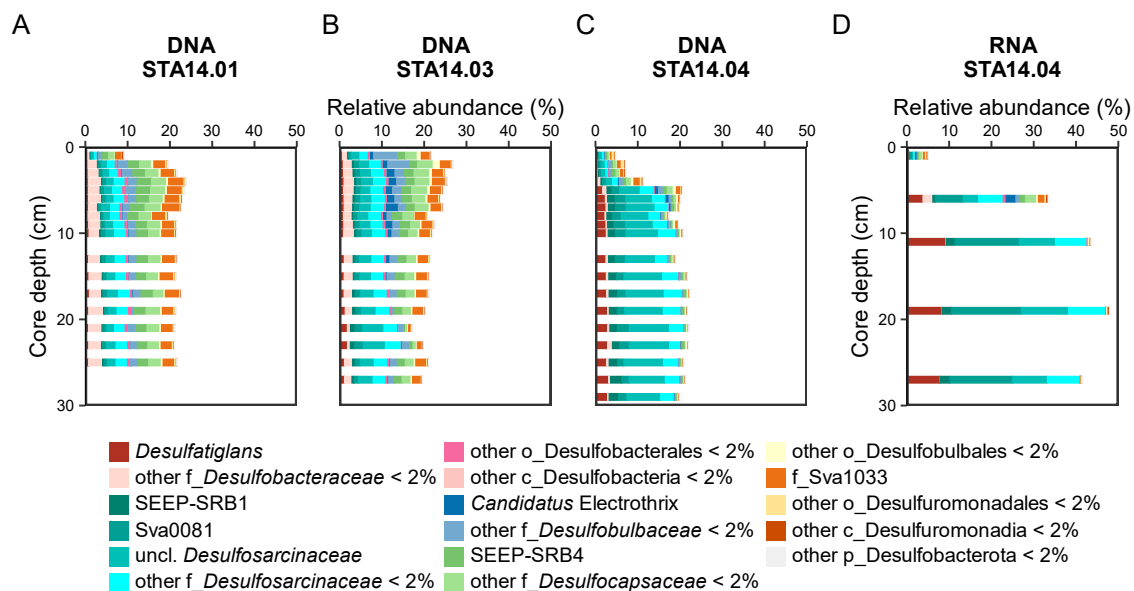 A
B
C
D
DNA
STA14.01
DNA
STA14.03
DNA
STA14.04
RNA
STA14.04
Relative abundance (%)
Relative abundance (%)
0 10 20 30 40 50
0 10 20 30 40 50
0 10 20 30 40 50
0 10 20 30 40 50
Core depth (cm)
0
10
20
30
Core depth (cm)
0
10
20
30
Desulfatiglans
other f_Desulfobacteraceae < 2%
SEEP-SRB1
Sva0081
uncl. Desulfosarcinaceae
other f_Desulfosarcinaceae < 2%
other o_Desulfobacterales < 2%
other c_Desulfobacteria < 2%
Candidatus Electrothrix
other f_Desulfobulbaceae < 2%
SEEP-SRB4
other f_Desulfocapsaceae < 2%
other o_Desulfobulbales < 2%
f_Sva1033
other o_Desulfuromonadales < 2%
other c_Desulfuromonadia < 2%
other p_Desulfobacterota < 2%